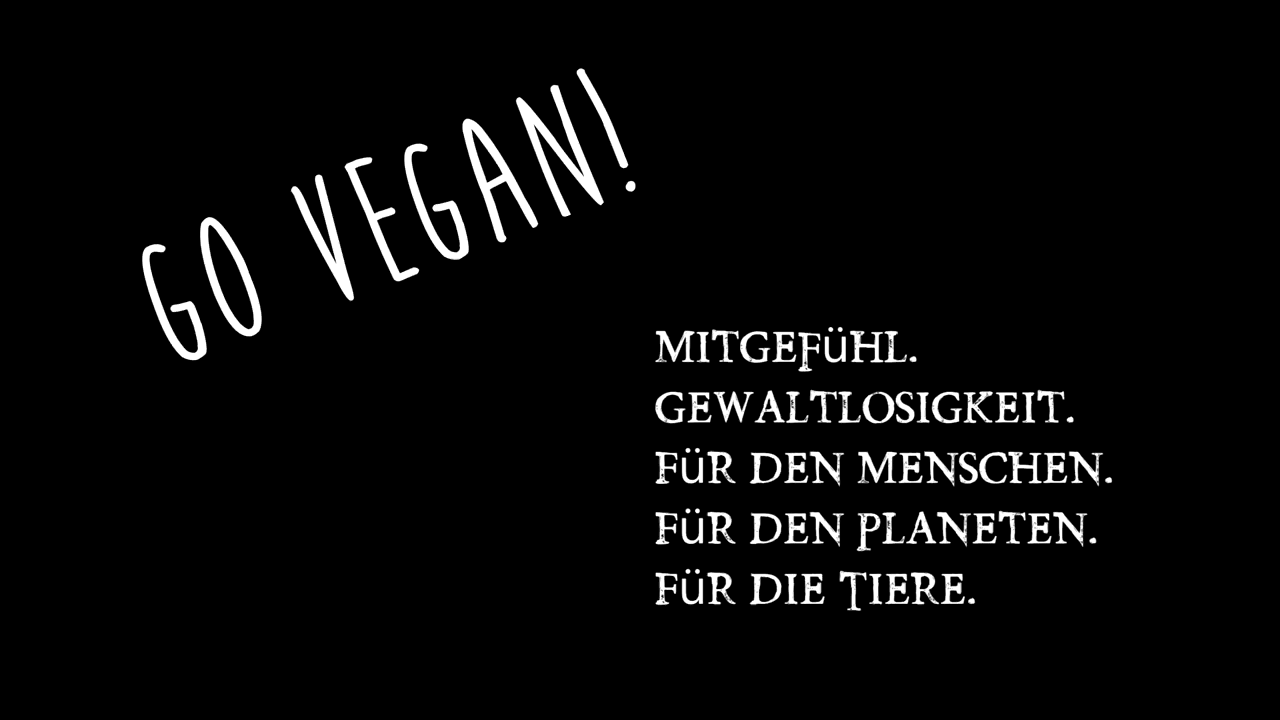 GO VEGAN!
MITGEFÜHL.
GEWALTLOSIGKEIT.
FÜR DEN MENSCHEN.
FÜR DEN PLANETEN.
FÜR DIE TIERE.